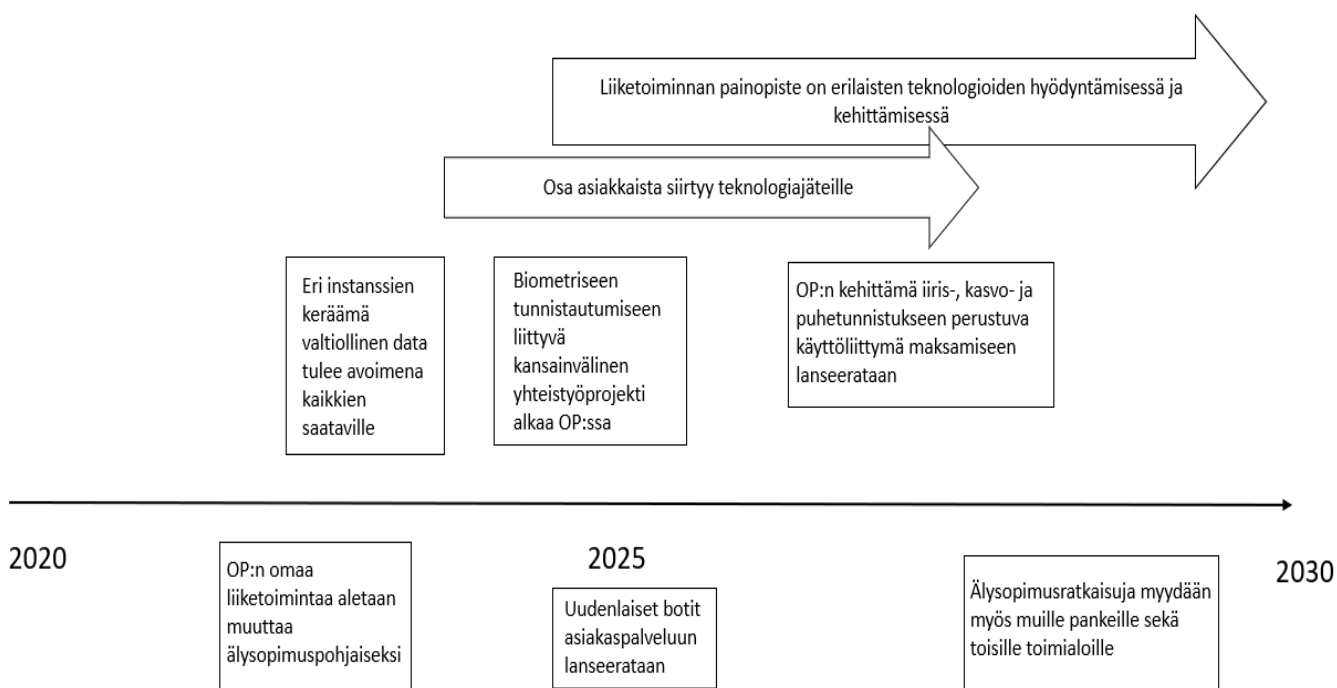 Liiketoiminnan painopiste on erilaisten teknologioiden hyödyntämisessä ja
kehittämisessä
Osa asiakkaista siirtyy teknologiajäteille
Eri instanssien
keräämä
valtiollinen data
tulee avoimena
kaikkien
saataville
Biometriseen
tunnistautumiseen
liittyvä
kansainvälinen
yhteistyöprojekti
alkaa OP:ssa
OP:n kehittämä iiris-, kasvo- ja
puhetunnistukseen perustuva
käyttöliittymä maksamiseen
lanseerataan
2020
2025
2030
OP:n omaa
liiketoimintaa aletaan
muuttaa
älysopimuspohjaiseksi
Uudenlaiset botit
asiakaspalveluun
lanseerataan
Älysopimusratkaisuja myydään
myös muille pankeille sekä
toisille toimialoille